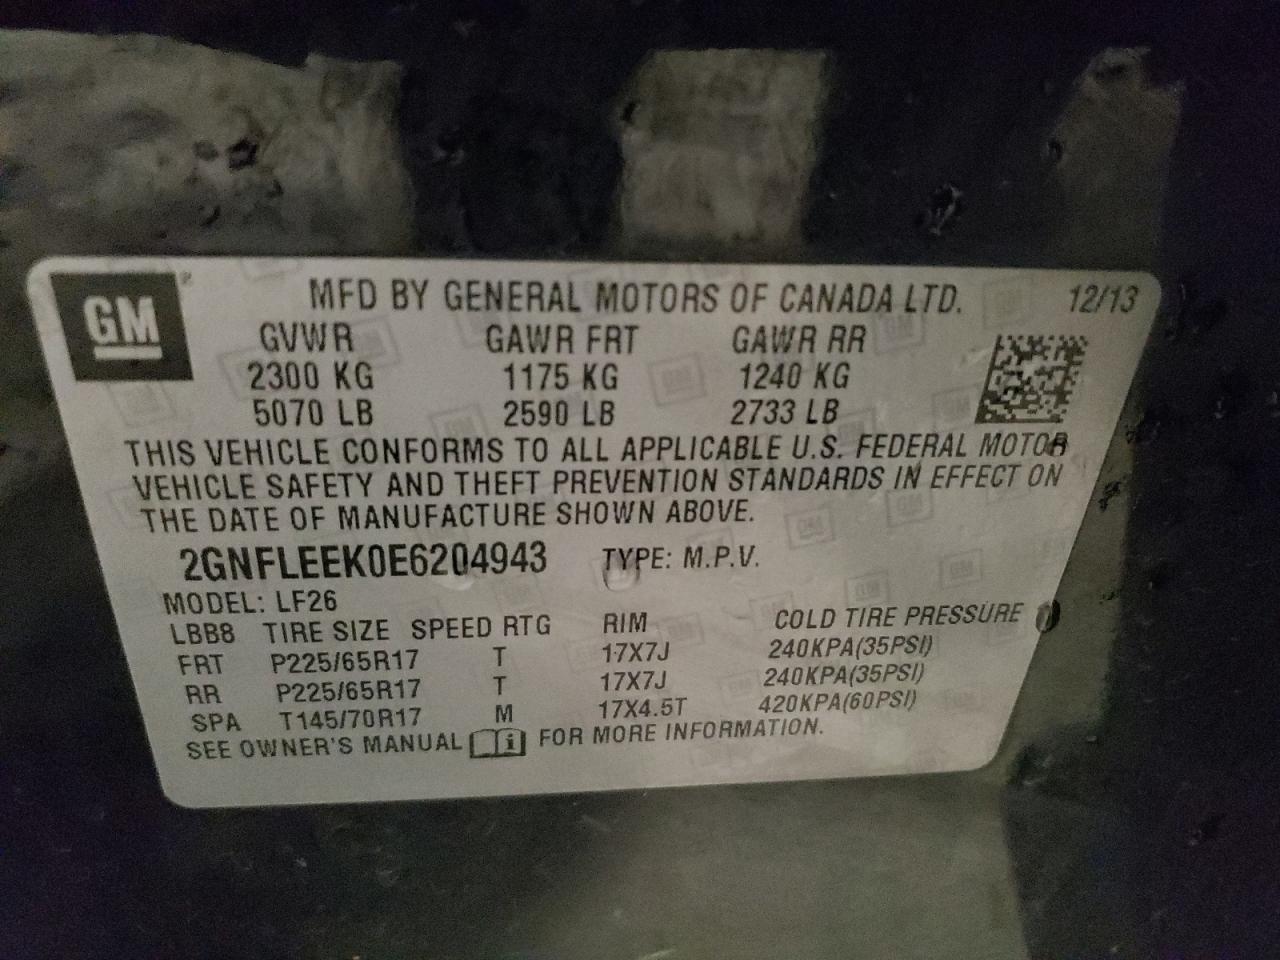 GM
MFD BY GENERAL MOTORS OF CANADA LTD. 12/13
GVWR GAWR FRT GAWR RR
2300 KG 1175 KG 1240 KG
5070 LB 2590 LB 2733 LB
THIS VEHICLE CONFORMS TO ALL APPLICABLE U.S. FEDERAL MOTOR
VEHICLE SAFETY AND THEFT PREVENTION STANDARDS IN EFFECT ON
THE DATE OF MANUFACTURE SHOWN ABOVE.
2GNFLEEK0E6204943 TYPE: M.P.V.
MODEL: LF26
LBB8 TIRE SIZE SPEED RTG RIM COLD TIRE PRESSURE
FRT P225/65R17 T 17X7J 240KPA(35PSI)
RR P225/65R17 T 17X7J 240KPA(35PSI)
SPA T145/70R17 M 17X4.5T 420KPA(60PSI)
SEE OWNER'S MANUAL i FOR MORE INFORMATION.